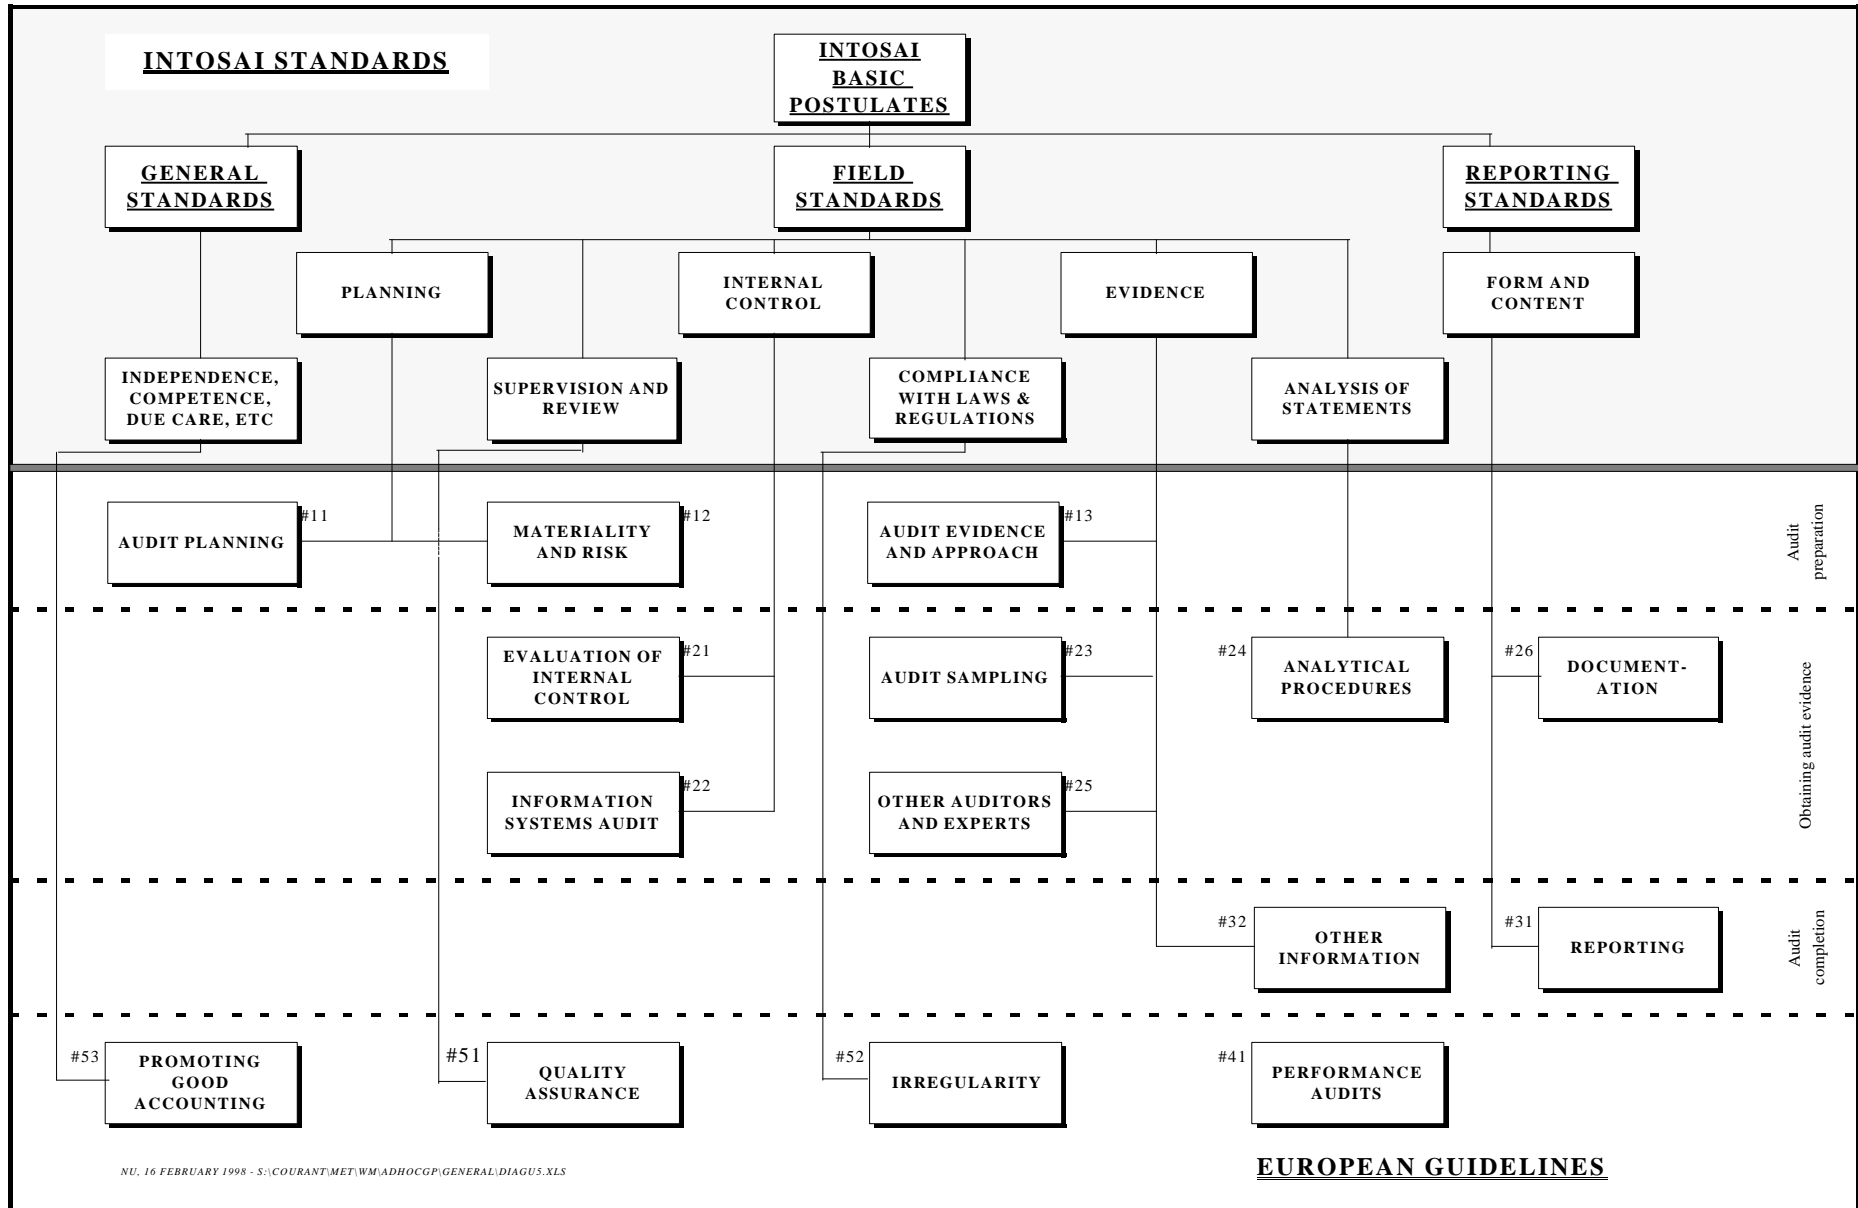 INTOSAI STANDARDS
INTOSAI
BASIC
POSTULATES
GENERAL
STANDARDS
FIELD
STANDARDS
REPORTING
STANDARDS
PLANNING
INTERNAL
CONTROL
EVIDENCE
FORM AND
CONTENT
INDEPENDENCE,
COMPETENCE,
DUE CARE, ETC
SUPERVISION AND
REVIEW
COMPLIANCE
WITH LAWS &
REGULATIONS
ANALYSIS OF
STATEMENTS
#11
AUDIT PLANNING
#12
MATERIALITY
AND RISK
#13
AUDIT EVIDENCE
AND APPROACH
Audit
preparation
#21
EVALUATION OF
INTERNAL
CONTROL
#23
AUDIT SAMPLING
#24
ANALYTICAL
PROCEDURES
#26
DOCUMENT-
ATION
Obtaining audit evidence
#22
INFORMATION
SYSTEMS AUDIT
#25
OTHER AUDITORS
AND EXPERTS
#32
OTHER
INFORMATION
#31
REPORTING
Audit
completion
#53
PROMOTING
GOOD
ACCOUNTING
#51
QUALITY
ASSURANCE
#52
IRREGULARITY
#41
PERFORMANCE
AUDITS
NU, 16 FEBRUARY 1998 - S:\COURANT\MET\WM\ADHOCGP\GENERAL\DIAGU5.XLS
EUROPEAN GUIDELINES